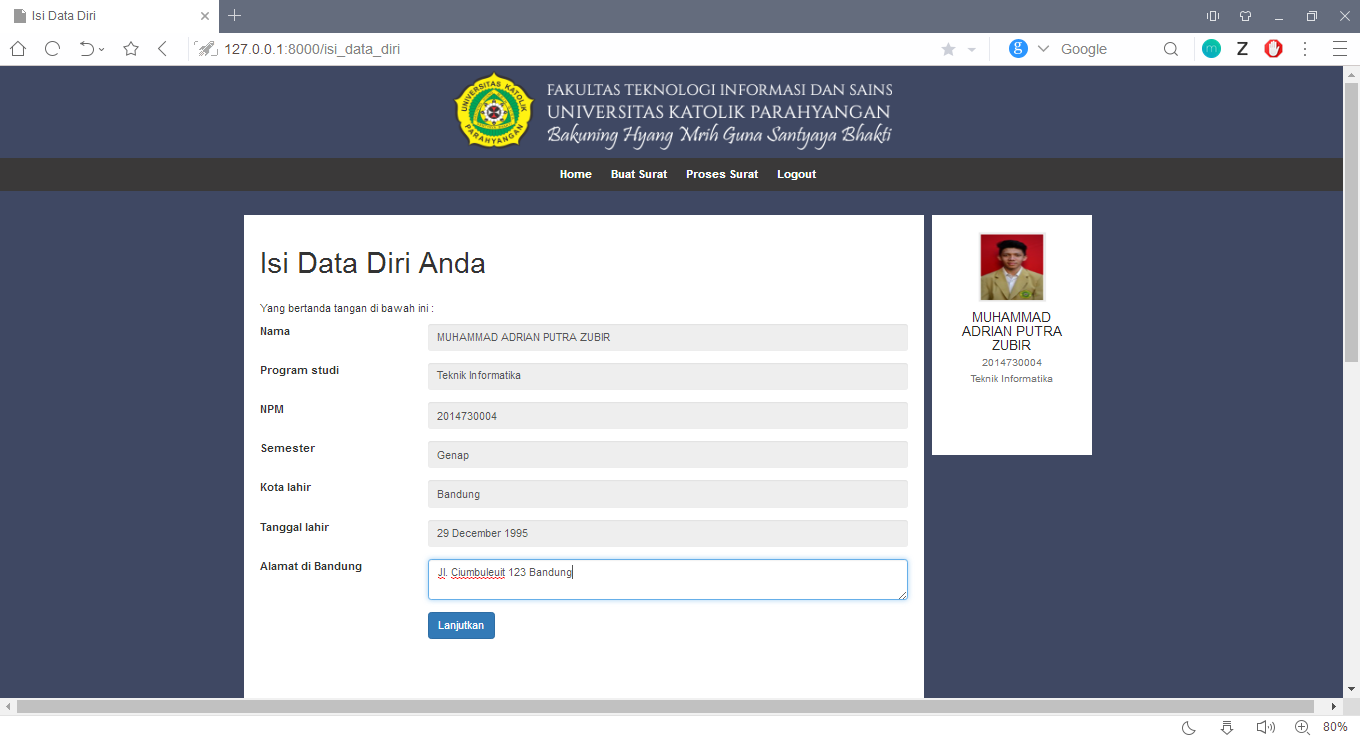 Isi Data Diri
127.0.0.1:8000/isi_data_diri
g
Google
m
Z
UNIVERSITAS KATOLIK
PARAHYANGAN
FAKULTAS TEKNOLOGI INFORMASI DAN SAINS
UNIVERSITAS KATOLIK PARAHYANGAN
Bakuning Hyang Mrih Guna Santyaya Bhakti
Home Buat Surat Proses Surat Logout
Isi Data Diri Anda
Yang bertanda tangan di bawah ini :
Nama MUHAMMAD ADRIAN PUTRA ZUBIR
Program studi Teknik Informatika
NPM 2014730004
Semester Genap
Kota lahir Bandung
Tanggal lahir 29 December 1995
Alamat di Bandung Jl. Ciumbuleuit 123 Bandung
Lanjutkan
MUHAMMAD
ADRIAN PUTRA
ZUBIR
2014730004
Teknik Informatika
80%